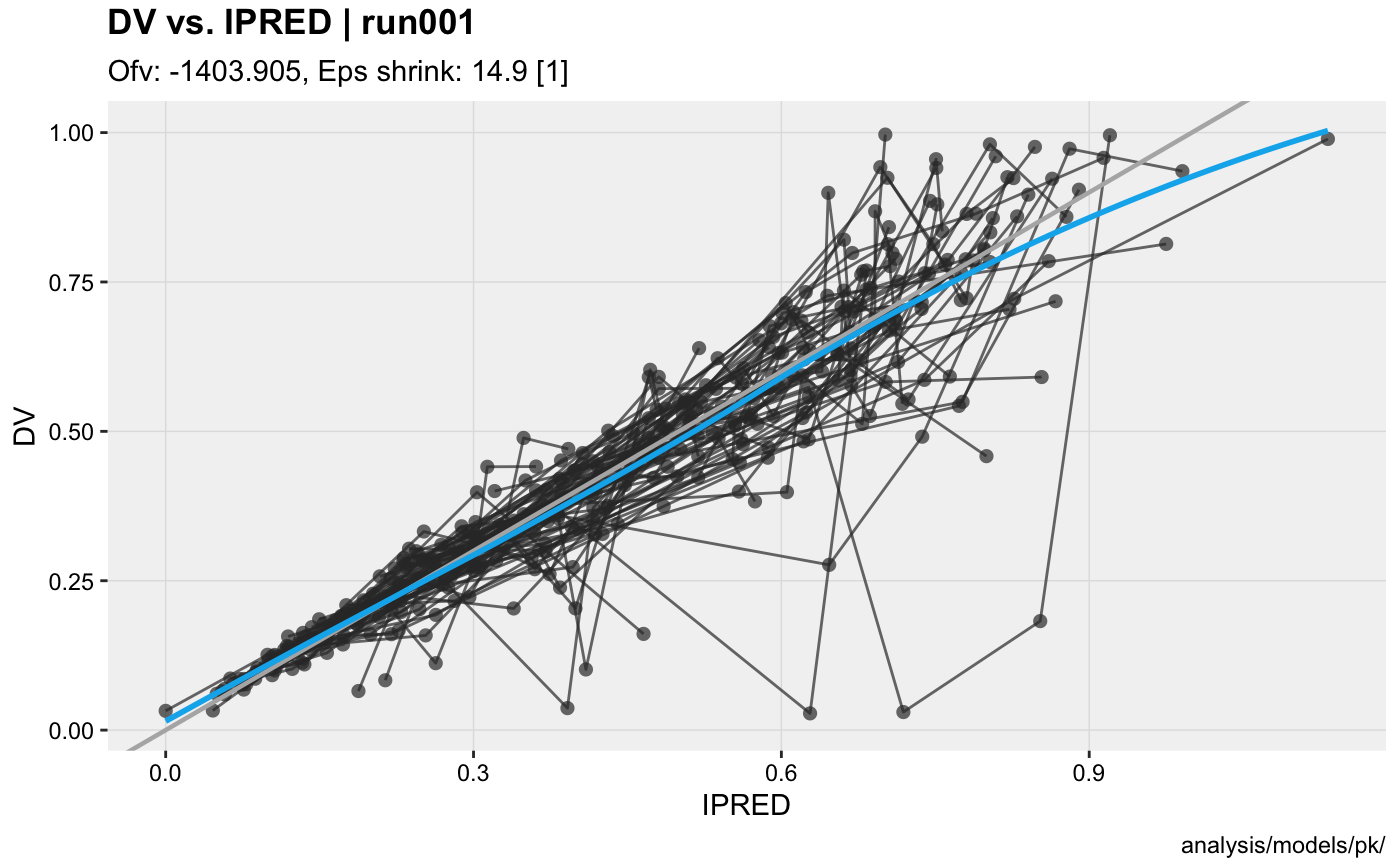 DV vs. IPRED | run001
Ofv: -1403.905, Eps shrink: 14.9 [1]
1.00
0.75
0.50
0.25
0.00
DV
0.0 0.3 0.6 0.9
IPRED
analysis/models/pk/